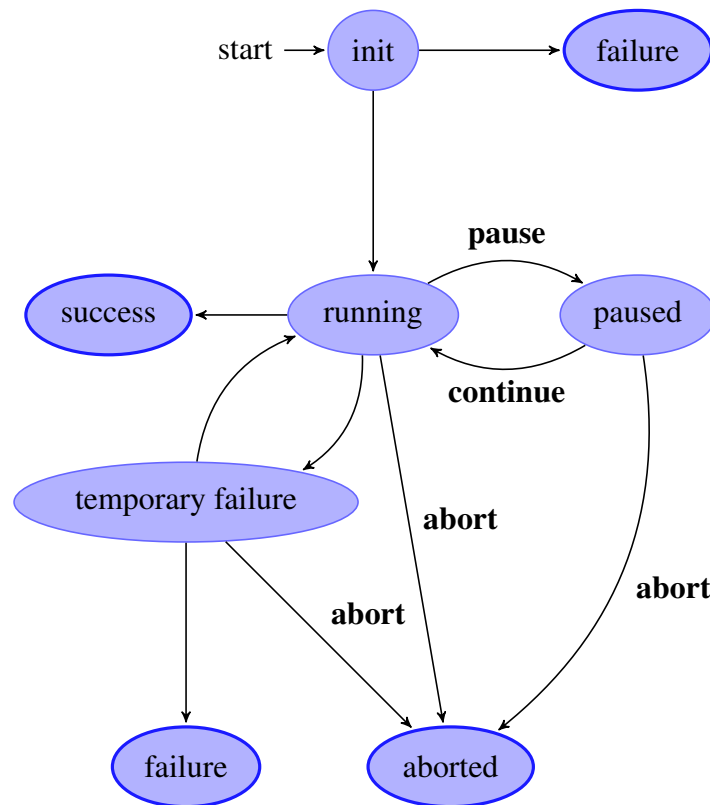 start
init
failure
pause
success
running
paused
continue
temporary failure
abort
abort
abort
failure
aborted